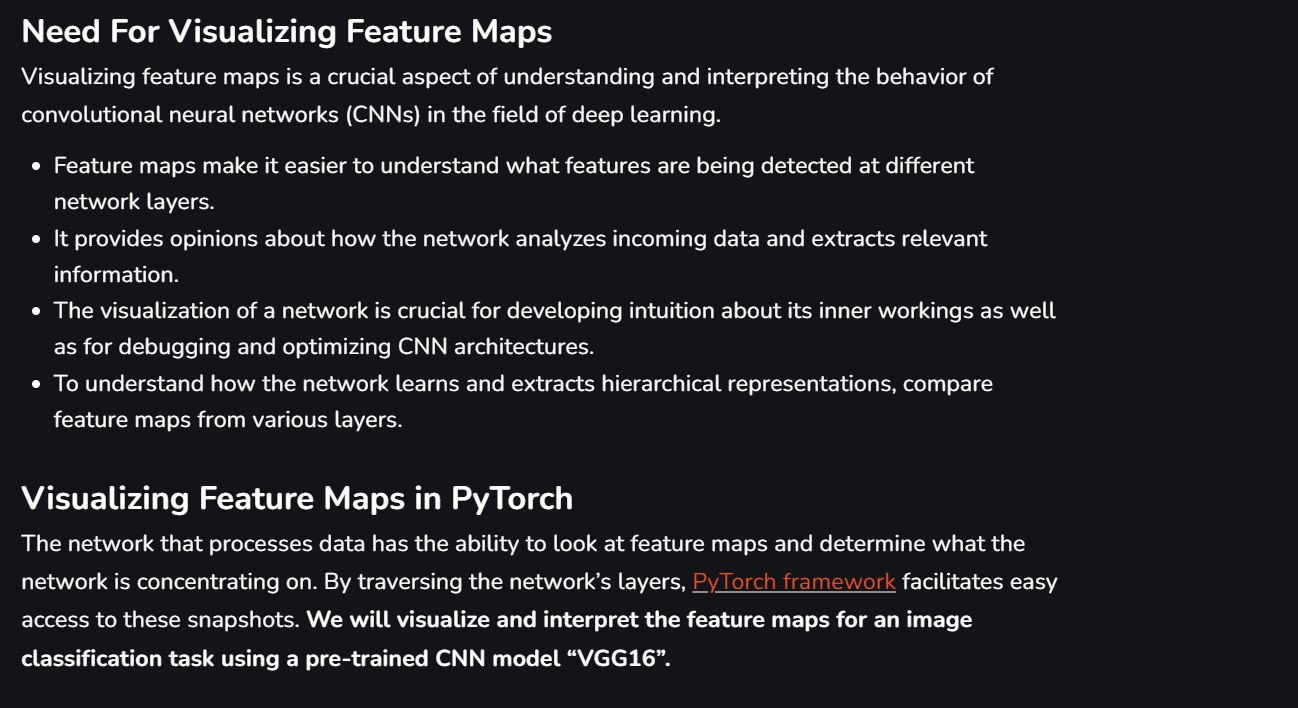 Need For Visualizing Feature Maps
Visualizing feature maps is a crucial aspect of understanding and interpreting the behavior of
convolutional neural networks (CNNs) in the field of deep learning.
• Feature maps make it easier to understand what features are being detected at different
network layers.
• It provides opinions about how the network analyzes incoming data and extracts relevant
information.
• The visualization of a network is crucial for developing intuition about its inner workings as well
as for debugging and optimizing CNN architectures.
• To understand how the network learns and extracts hierarchical representations, compare
feature maps from various layers.
Visualizing Feature Maps in PyTorch
The network that processes data has the ability to look at feature maps and determine what the
network is concentrating on. By traversing the network’s layers, PyTorch framework facilitates easy
access to these snapshots. We will visualize and interpret the feature maps for an image
classification task using a pre-trained CNN model “VGG16”.